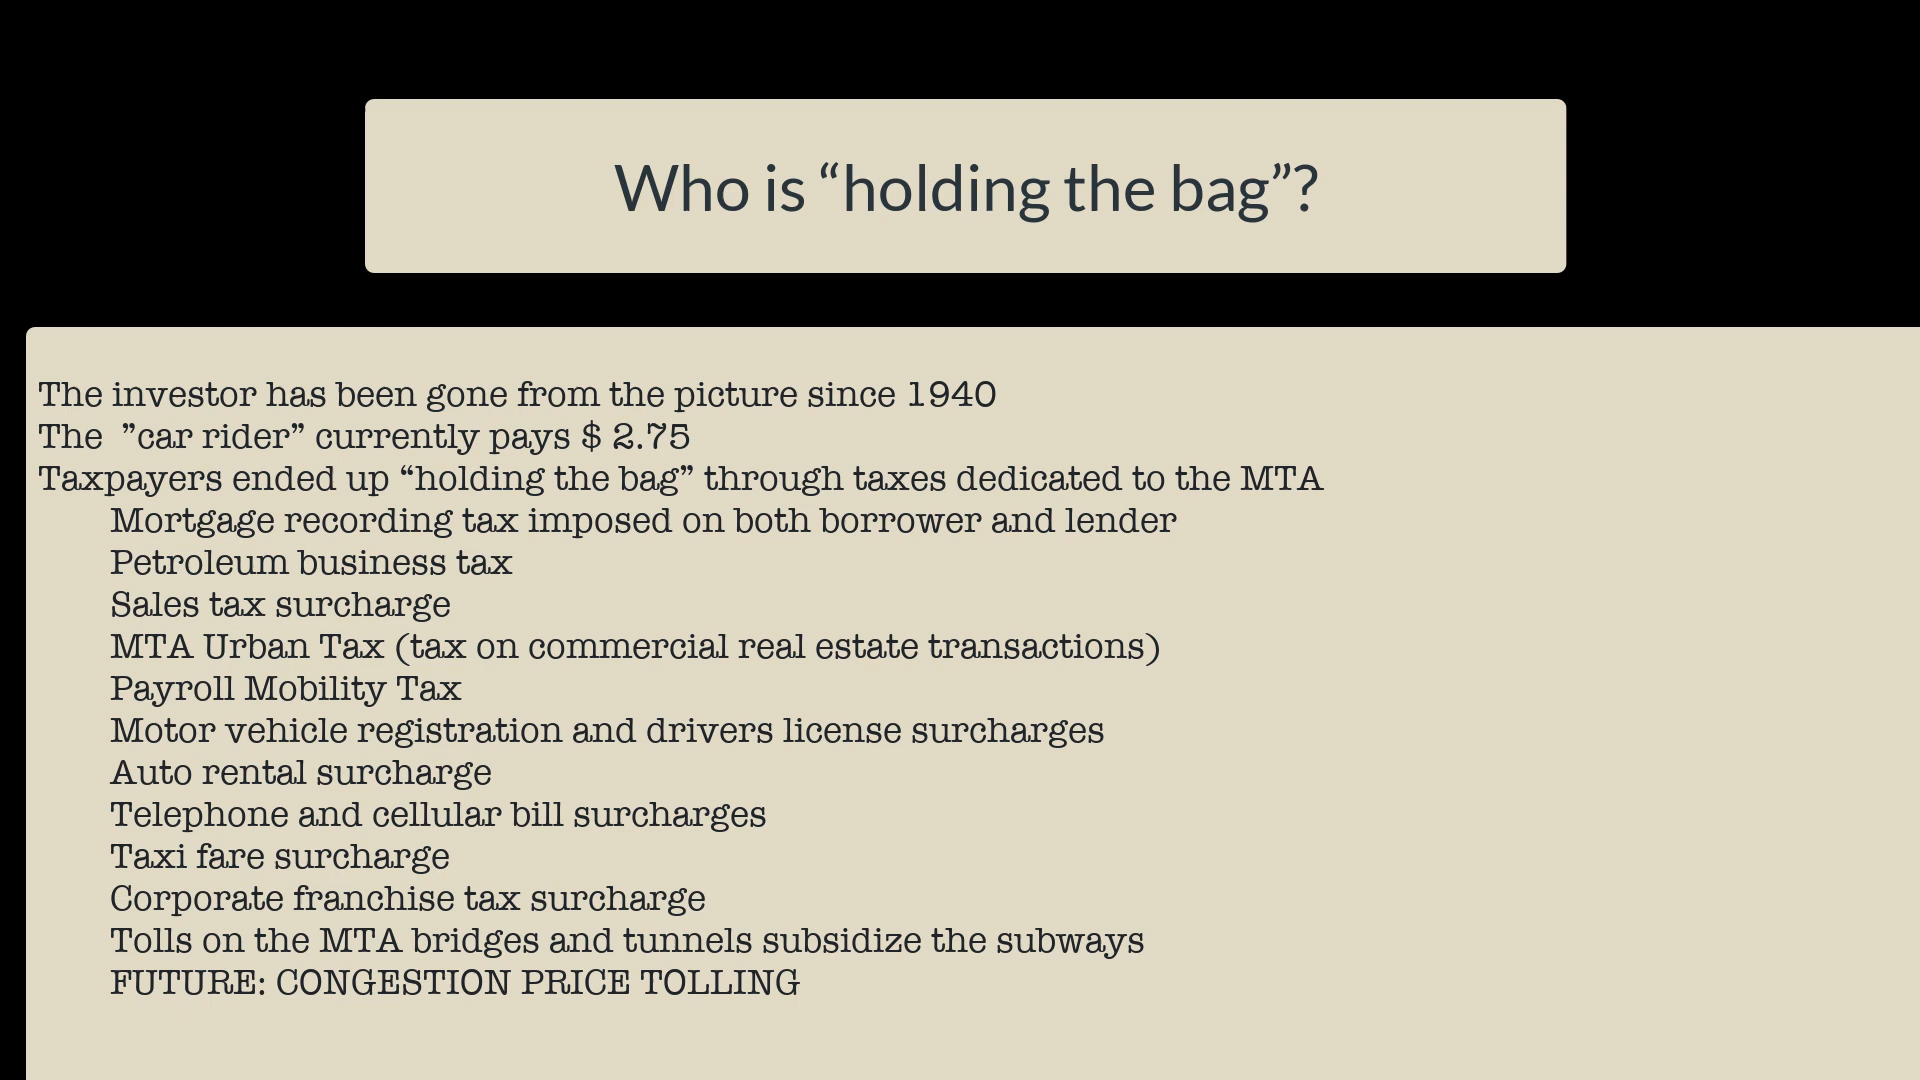 Who is “holding the bag”?
The investor has been gone from the picture since 1940
The  ”car rider” currently pays $ 2.75
Taxpayers ended up “holding the bag” through taxes dedicated to the MTA
Mortgage recording tax imposed on both borrower and lender
Petroleum business tax
Sales tax surcharge
MTA Urban Tax (tax on commercial real estate transactions)
Payroll Mobility Tax
Motor vehicle registration and drivers license surcharges
Auto rental surcharge
Telephone and cellular bill surcharges
Taxi fare surcharge
Corporate franchise tax surcharge
Tolls on the MTA bridges and tunnels subsidize the subways
FUTURE: CONGESTION PRICE TOLLING